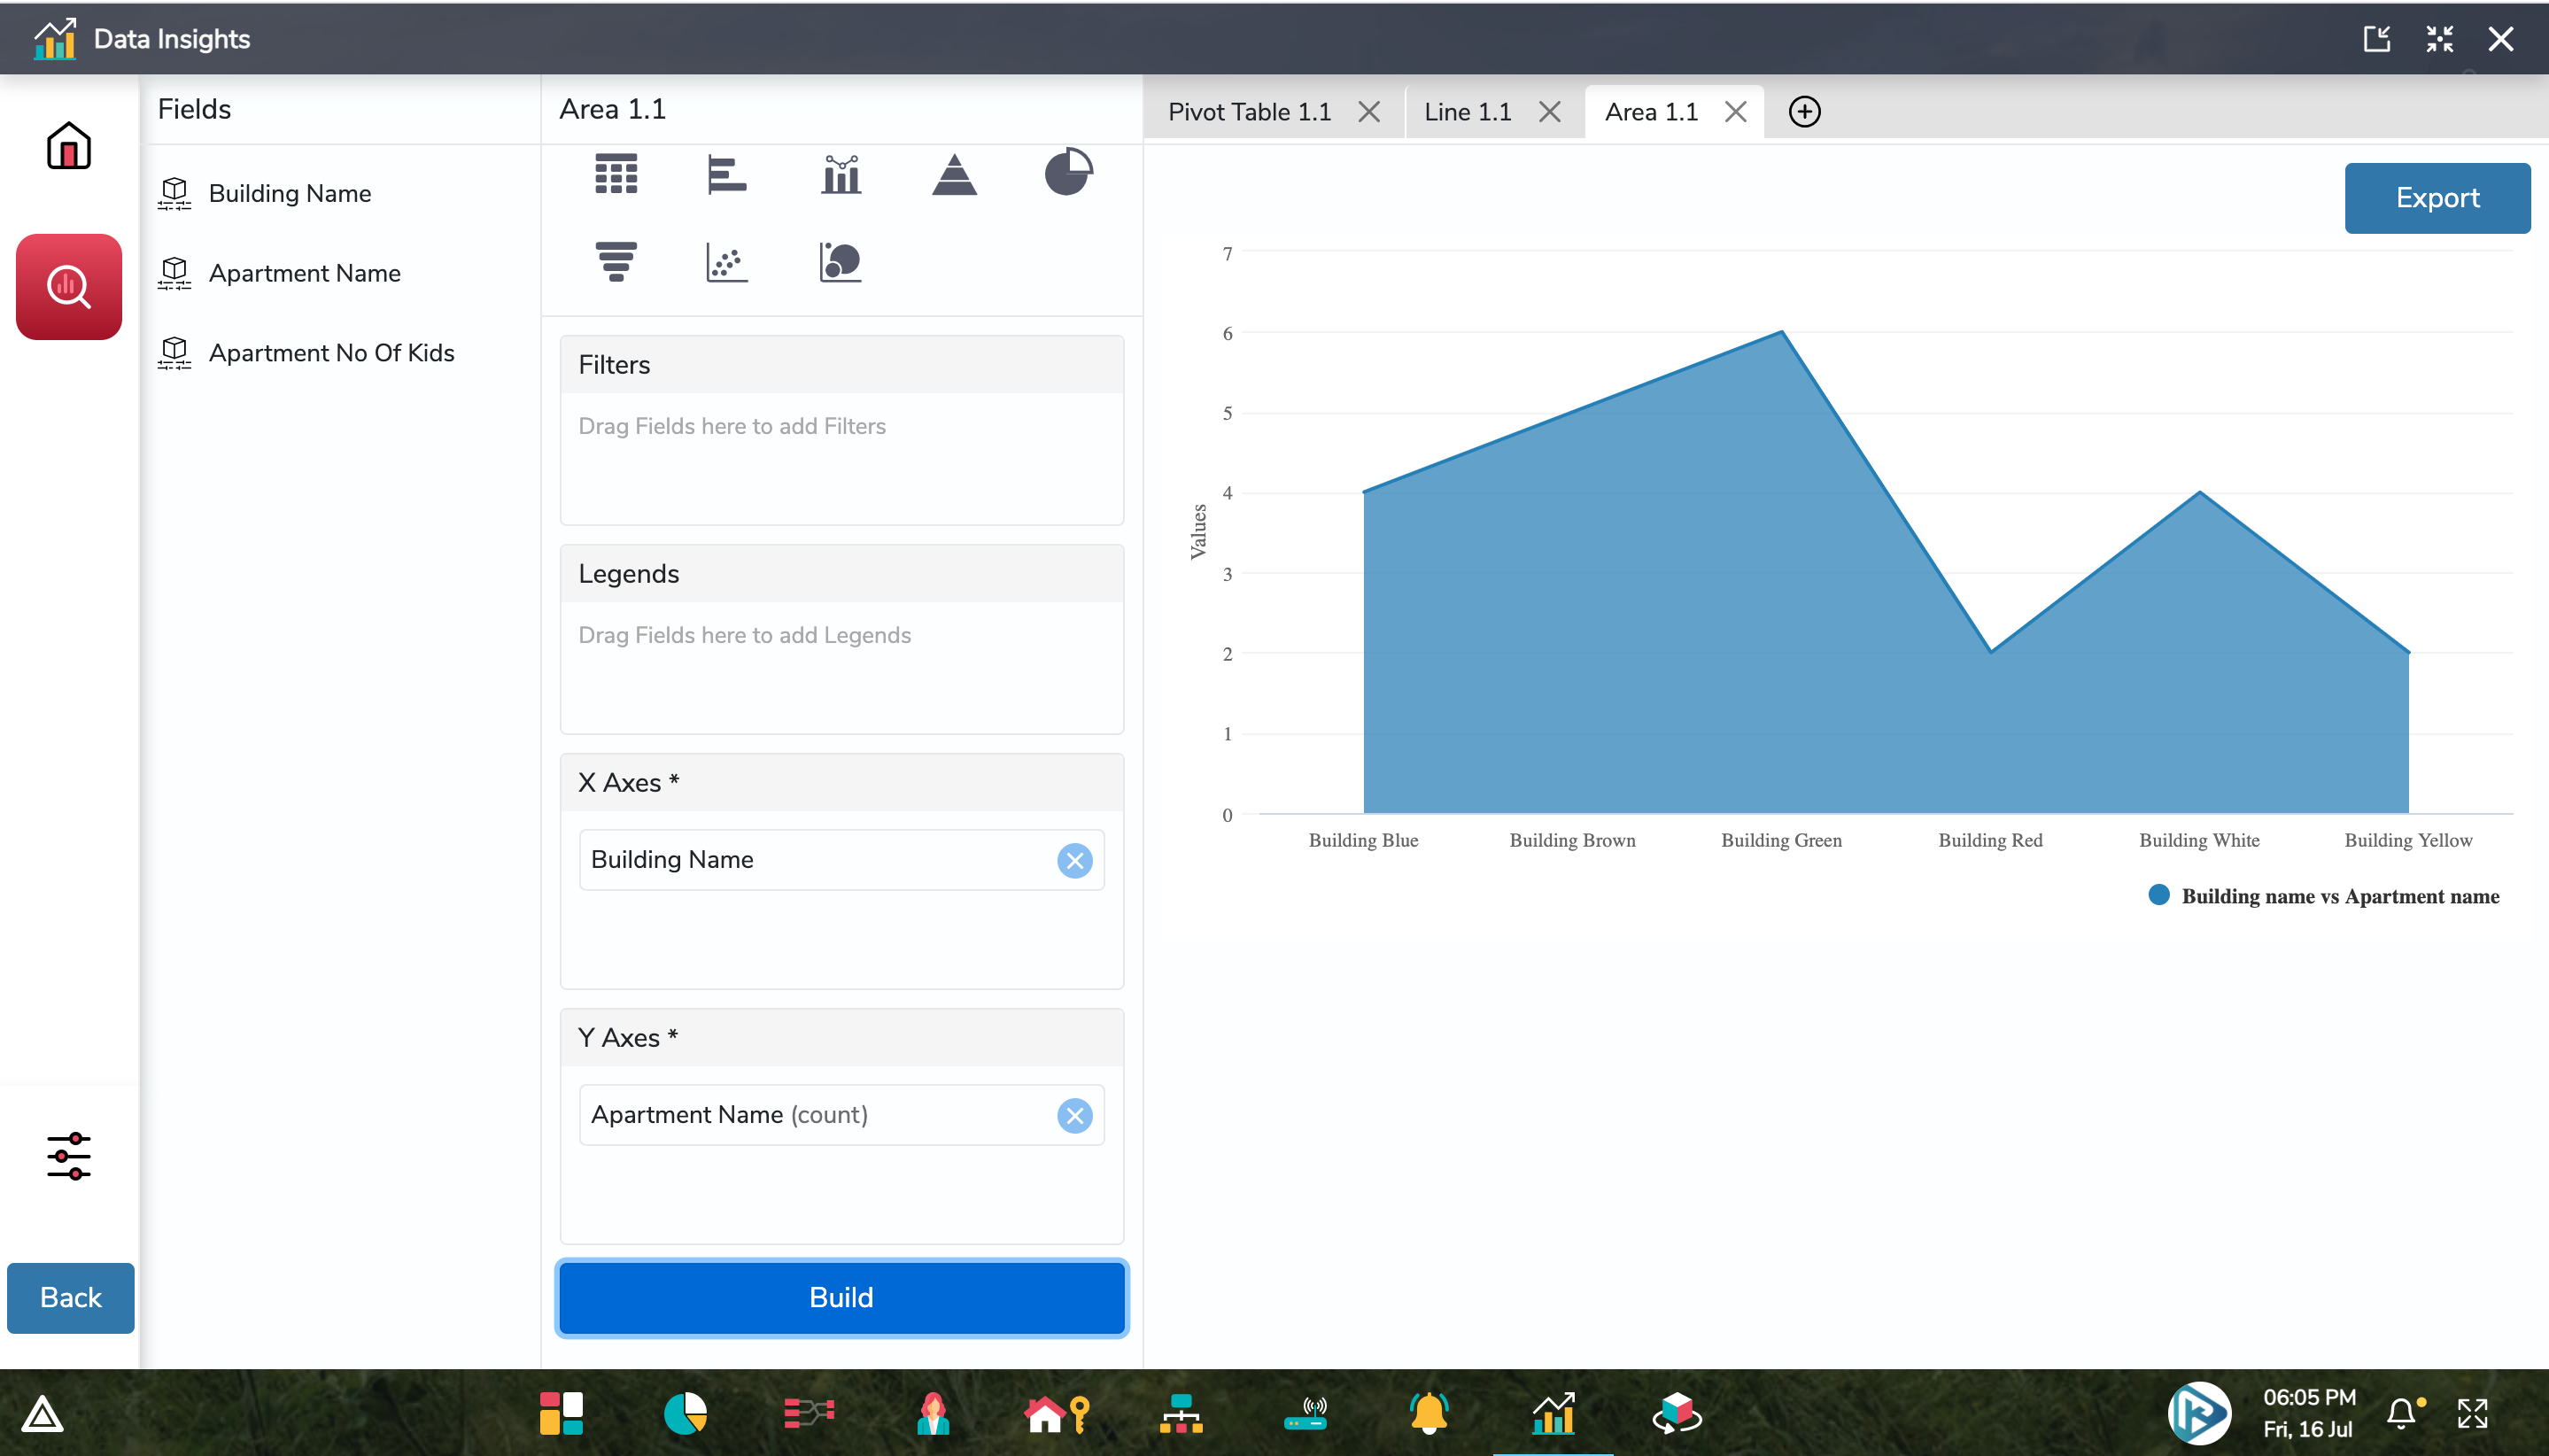 Data Insights
Fields
Building Name
Apartment Name
Apartment No Of Kids
Back
Area 1.1
Filters
Drag Fields here to add Filters
Legends
Drag Fields here to add Legends
X Axes *
Building Name
Y Axes *
Apartment Name (count)
Build
Pivot Table 1.1
Line 1.1
Area 1.1
Export
7
6
5
4
3
2
1
0
Values
Building Blue
Building Brown
Building Green
Building Red
Building White
Building Yellow
Building name vs Apartment name
06:05 PM
Fri, 16 Jul